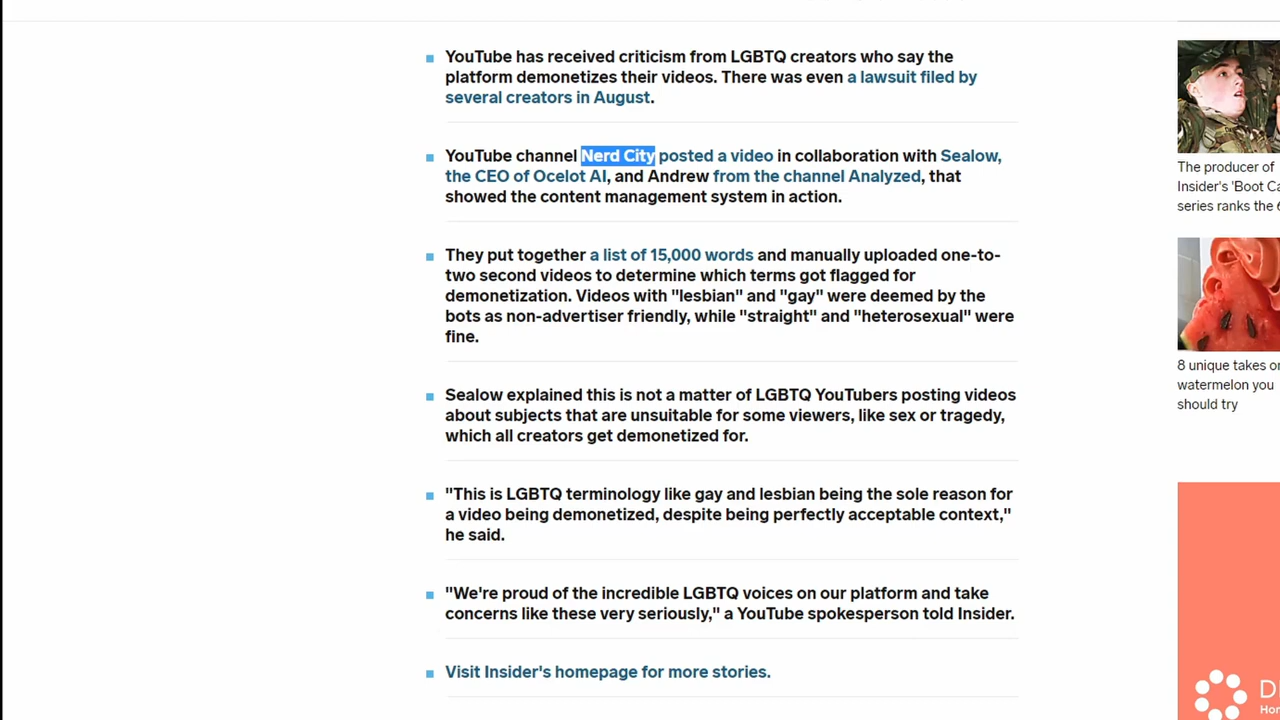 YouTube has received criticism from LGBTQ creators who say the
platform demonetizes their videos. There was even a lawsuit filed by
several creators in August.
YouTube channel Nerd City posted a video in collaboration with Sealow,
the CEO of Ocelot AI, and Andrew from the channel Analyzed, that
showed the content management system in action.
They put together a list of 15,000 words and manually uploaded one-to-
two second videos to determine which terms got flagged for
demonetization. Videos with "lesbian" and "gay" were deemed by the
bots as non-advertiser friendly, while "straight" and "heterosexual" were
fine.
Sealow explained this is not a matter of LGBTQ YouTubers posting videos
about subjects that are unsuitable for some viewers, like sex or tragedy,
which all creators get demonetized for.
"This is LGBTQ terminology like gay and lesbian being the sole reason for
a video being demonetized, despite being perfectly acceptable context,"
he said.
"We're proud of the incredible LGBTQ voices on our platform and take
concerns like these very seriously," a YouTube spokesperson told Insider.
Visit Insider's homepage for more stories.
The producer of
Insider's 'Boot Ca
series ranks the 6
8 unique takes on
watermelon you
should try